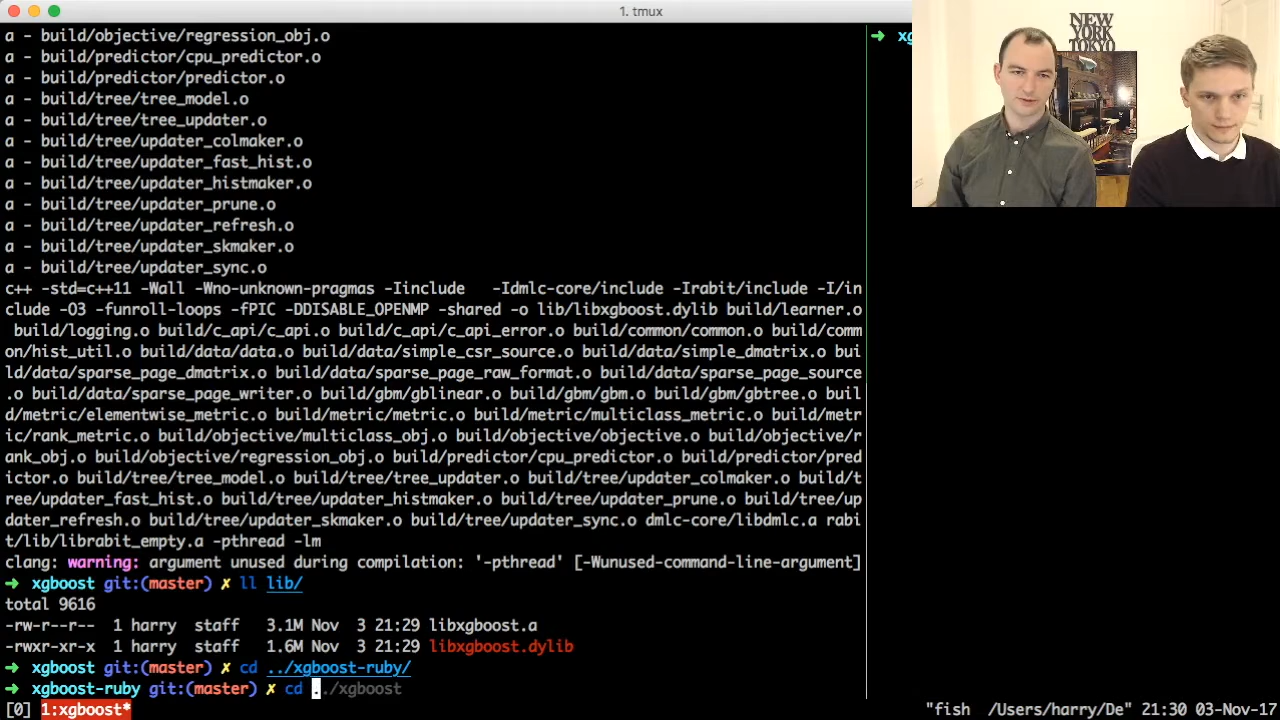 1. tmux
a - build/objective/regression_obj.o
a - build/predictor/cpu_predictor.o
a - build/predictor/predictor.o
a - build/tree/tree_model.o
a - build/tree/tree_updater.o
a - build/tree/updater_colmaker.o
a - build/tree/updater_fast_hist.o
a - build/tree/updater_histmaker.o
a - build/tree/updater_prune.o
a - build/tree/updater_refresh.o
a - build/tree/updater_skmaker.o
a - build/tree/updater_sync.o
c++ -std=c++11 -Wall -Wno-unknown-pragmas -Iinclude   -Idmlc-core/include -Irabit/include -I/in
clude -O3 -funroll-loops -fPIC -DDISABLE_OPENMP -shared -o lib/libxgboost.dylib build/learner.o
build/logging.o build/c_api/c_api.o build/c_api/c_api_error.o build/common/common.o build/comm
on/hist_util.o build/data/data.o build/data/simple_csr_source.o build/data/simple_dmatrix.o bui
ld/data/sparse_page_dmatrix.o build/data/sparse_page_raw_format.o build/data/sparse_page_source
.o build/data/sparse_page_writer.o build/gbm/gblinear.o build/gbm/gbm.o build/gbm/gbtree.o buil
d/metric/elementwise_metric.o build/metric/metric.o build/metric/multiclass_metric.o build/metr
ic/rank_metric.o build/objective/multiclass_obj.o build/objective/objective.o build/objective/r
ank_obj.o build/objective/regression_obj.o build/predictor/cpu_predictor.o build/predictor/pred
ictor.o build/tree/tree_model.o build/tree/tree_updater.o build/tree/updater_colmaker.o build/t
ree/updater_fast_hist.o build/tree/updater_histmaker.o build/tree/updater_prune.o build/tree/up
dater_refresh.o build/tree/updater_skmaker.o build/tree/updater_sync.o dmlc-core/libdmlc.a rabi
t/lib/librabit_empty.a -pthread -lm
clang: warning: argument unused during compilation: '-pthread' [-Wunused-command-line-argument]
➜ xgboost git:(master) ✗ ll lib/
total 9616
-rw-r--r-- 1 harry staff 3.1M Nov 3 21:29 libxgboost.a
-rwxr-xr-x 1 harry staff 1.6M Nov 3 21:29 libxgboost.dylib
➜ xgboost git:(master) ✗ cd ../xgboost-ruby/
➜ xgboost-ruby git:(master) ✗ cd ../xgboost
➜ xg
NEW
YORK
TOKYO
[0] 1:xgboost* "fish /Users/harry/De" 21:30 03-Nov-17